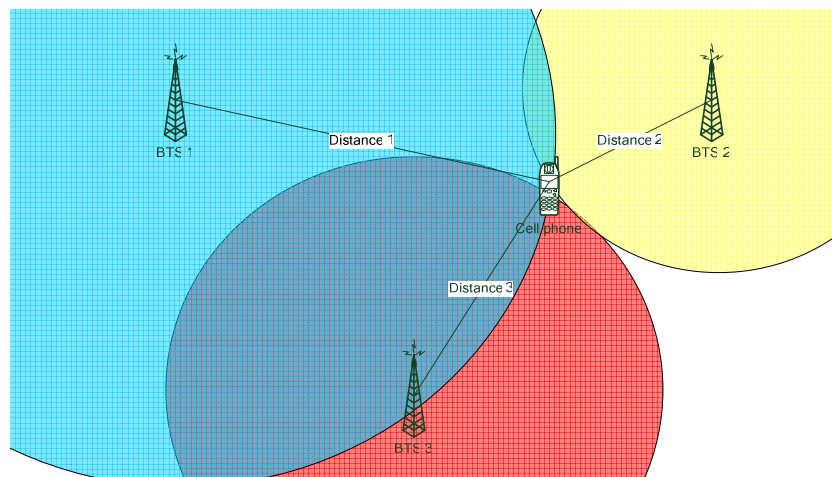 BTS 1
Distance 1
Distance 2
BTS 2
Cell phone
Distance 3
BTS 3